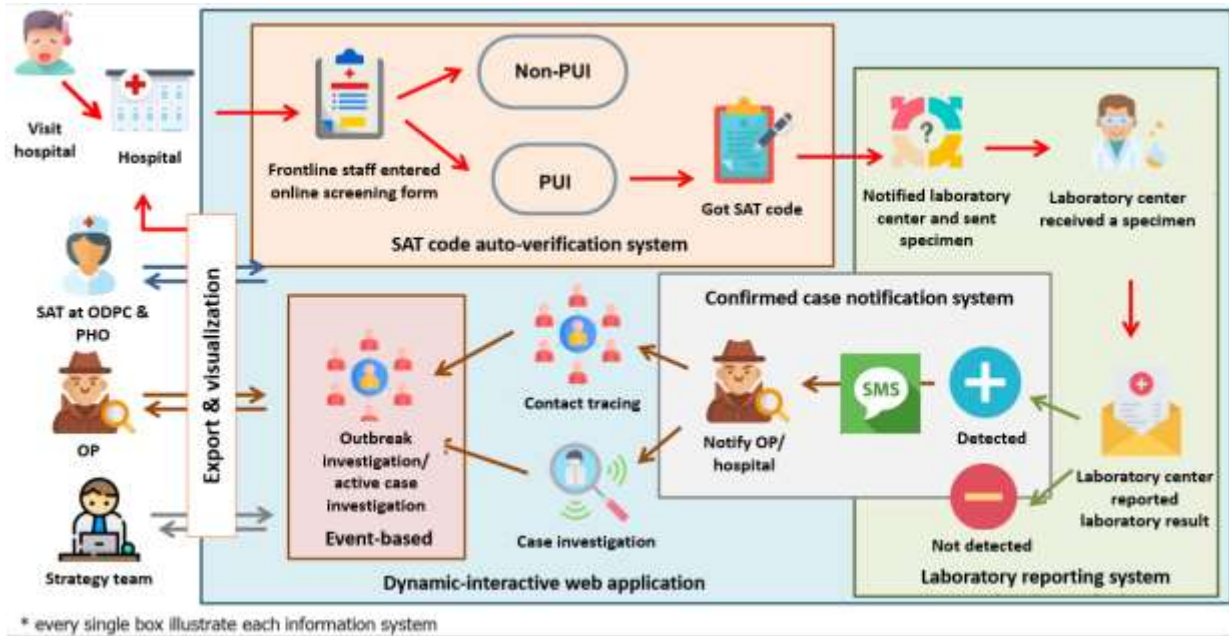 Visit
hospital
Hospital
Frontline staff entered
online screening form
Non-PUI
PUI
Got SAT code
SAT code auto-verification system
Notified laboratory
center and sent
specimen
Laboratory center
received a specimen
SAT at ODPC &
PHO
OP
Strategy team
Export & visualization
Outbreak
investigation/
active case
investigation
Event-based
Contact tracing
Case investigation
Dynamic-interactive web application
Confirmed case notification system
Notify OP/
hospital
SMS
Detected
Not detected
Laboratory center
reported
laboratory result
Laboratory reporting system
* every single box illustrate each information system